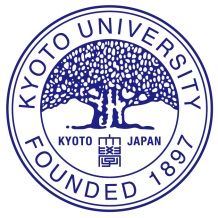 KYOTO UNIVERSITY
KYOTO 大學 JAPAN
FOUNDED 1897